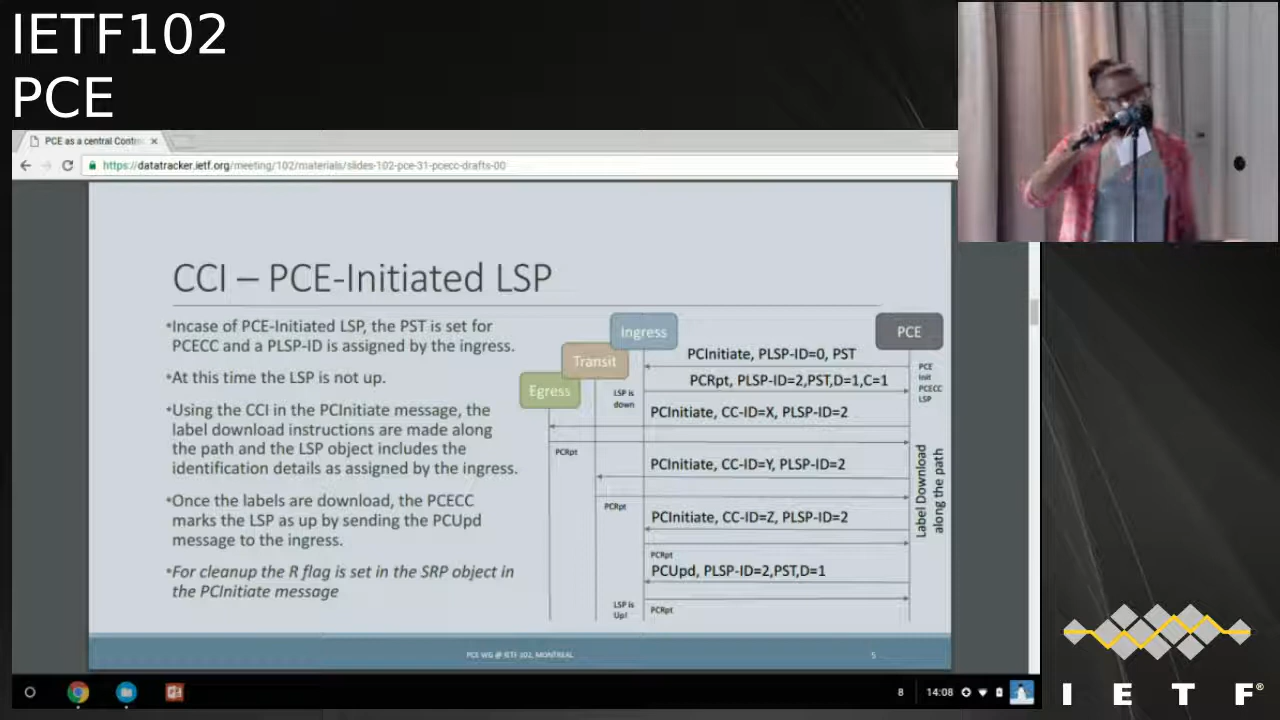 IETF102
PCE
PCE as a central Contr
https://datatracker.ietf.org/meeting/102/materials/slides-102-pce-31-pcecc-drafts-00
CCI – PCE-Initiated LSP
•Incase of PCE-Initiated LSP, the PST is set for
PCECC and a PLSP-ID is assigned by the ingress.
•At this time the LSP is not up.
•Using the CCI in the PCInitiate message, the
label download instructions are made along
the path and the LSP object includes the
identification details as assigned by the ingress.
•Once the labels are download, the PCECC
marks the LSP as up by sending the PCUpd
message to the ingress.
•For cleanup the R flag is set in the SRP object in
the PCInitiate message
Ingress
PCE
Transit
Egress
PCInitiate, PLSP-ID=0, PST
PCRpt, PLSP-ID=2,PST,D=1,C=1
PCE
Init
PCECC
LSP
LSP is
down
PCInitiate, CC-ID=X, PLSP-ID=2
PCRpt
PCInitiate, CC-ID=Y, PLSP-ID=2
PCRpt
PCInitiate, CC-ID=Z, PLSP-ID=2
PCRpt
Label Download
along the path
PCUpd, PLSP-ID=2,PST,D=1
LSP is
Up!
PCRpt
PCE WG @ IETF 102, MONTREAL
5
8
14:08
I E T F®